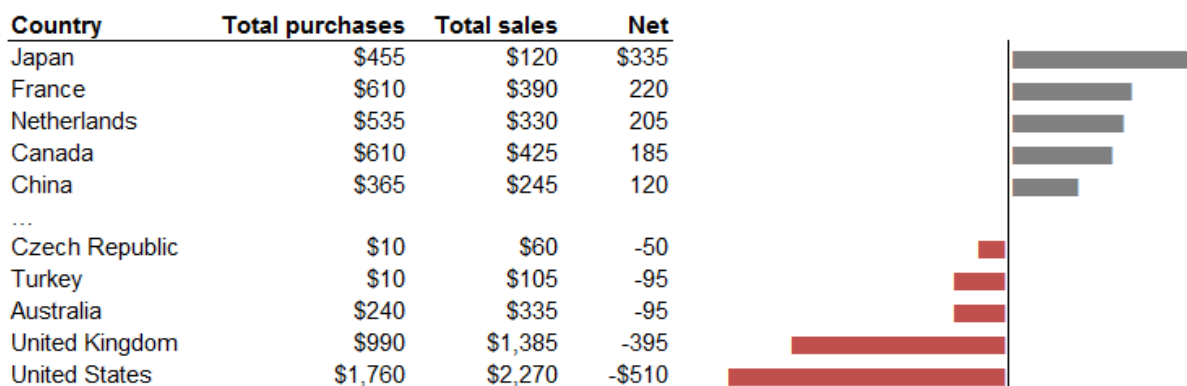 Country Total purchases Total sales Net
Japan $455 $120 $335
France $610 $390 220
Netherlands $535 $330 205
Canada $610 $425 185
China $365 $245 120
...
Czech Republic $10 $60 -50
Turkey $10 $105 -95
Australia $240 $335 -95
United Kingdom $990 $1,385 -395
United States $1,760 $2,270 -$510